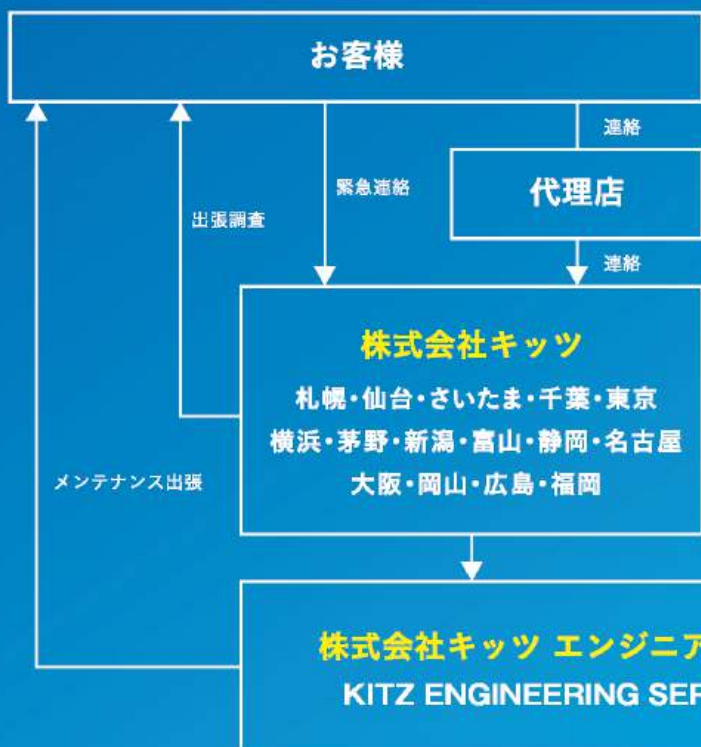 お客様
連絡
緊急連絡
代理店
出張調査
連絡
株式会社キッツ
札幌・仙台・さいたま・千葉・東京
横浜・茅野・新潟・富山・静岡・名古屋
大阪・岡山・広島・福岡
メンテナンス出張
株式会社キッツ エンジニア
KITZ ENGINEERING SER